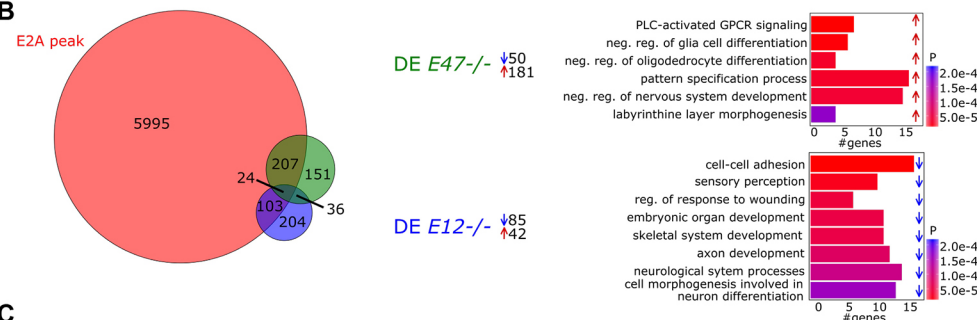 B
E2A peak
5995
207
151
24
103
204
36
DE E47-/- ↓50
↑181
DE E12-/- ↓85
↑42
PLC-activated GPCR signaling
neg. reg. of glia cell differentiation
neg. reg. of oligodedrocyte differentiation
pattern specification process
neg. reg. of nervous system development
labyrinthine layer morphogenesis
0 5 10 15
#genes
P
2.0e-4
1.5e-4
1.0e-4
5.0e-5
cell-cell adhesion
sensory perception
reg. of response to wounding
embryonic organ development
skeletal system development
axon development
neurological sytem processes
cell morphogenesis involved in
neuron differentiation
0 5 10 15
#genes
P
2.0e-4
1.5e-4
1.0e-4
5.0e-5
C